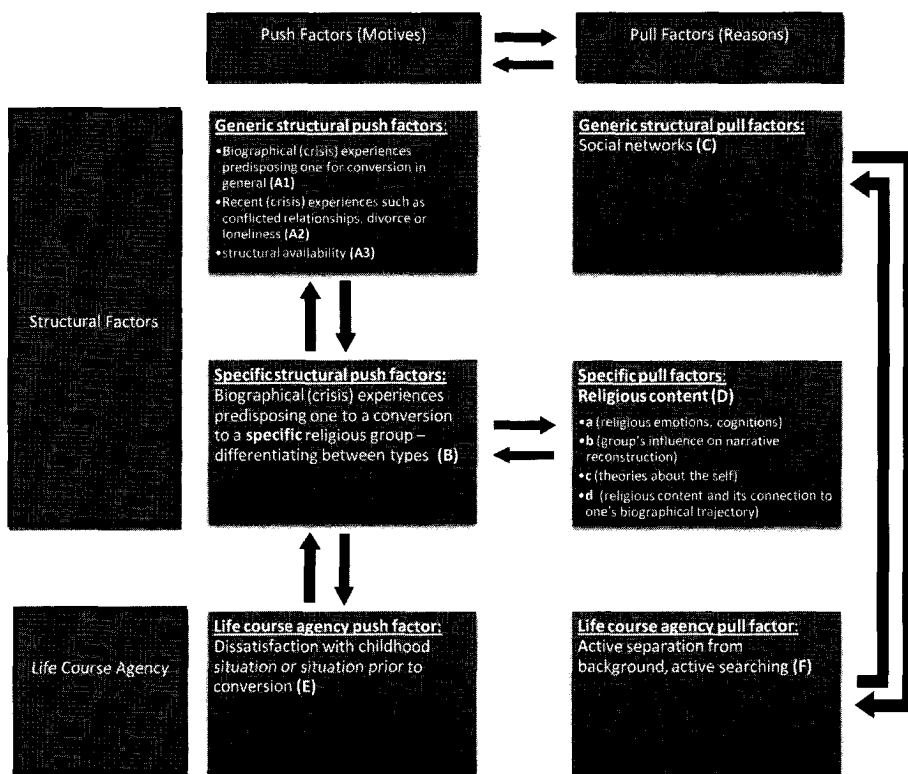 Push Factors (Motives)
Pull Factors (Reasons)
Structural Factors
Generic structural push factors:
•Biographical (crisis) experiences
predisposing one for conversion in
general (A1)
•Recent (crisis) experiences such as
conflicted relationships, divorce or
loneliness (A2)
•structural availability (A3)
Generic structural pull factors:
Social networks (C)
Specific structural push factors:
Biographical (crisis) experiences
predisposing one to a conversion
to a specific religious group –
differentiating between types (B)
Specific pull factors:
Religious content (D)
•a (religious emotions, cognitions)
•b (group's influence on narrative
reconstruction)
•c (theories about the self)
•d (religious content and its connection to
one's biographical trajectory)
Life Course Agency
Life course agency push factor:
Dissatisfaction with childhood
situation or situation prior to
conversion (E)
Life course agency pull factor:
Active separation from
background, active searching (F)